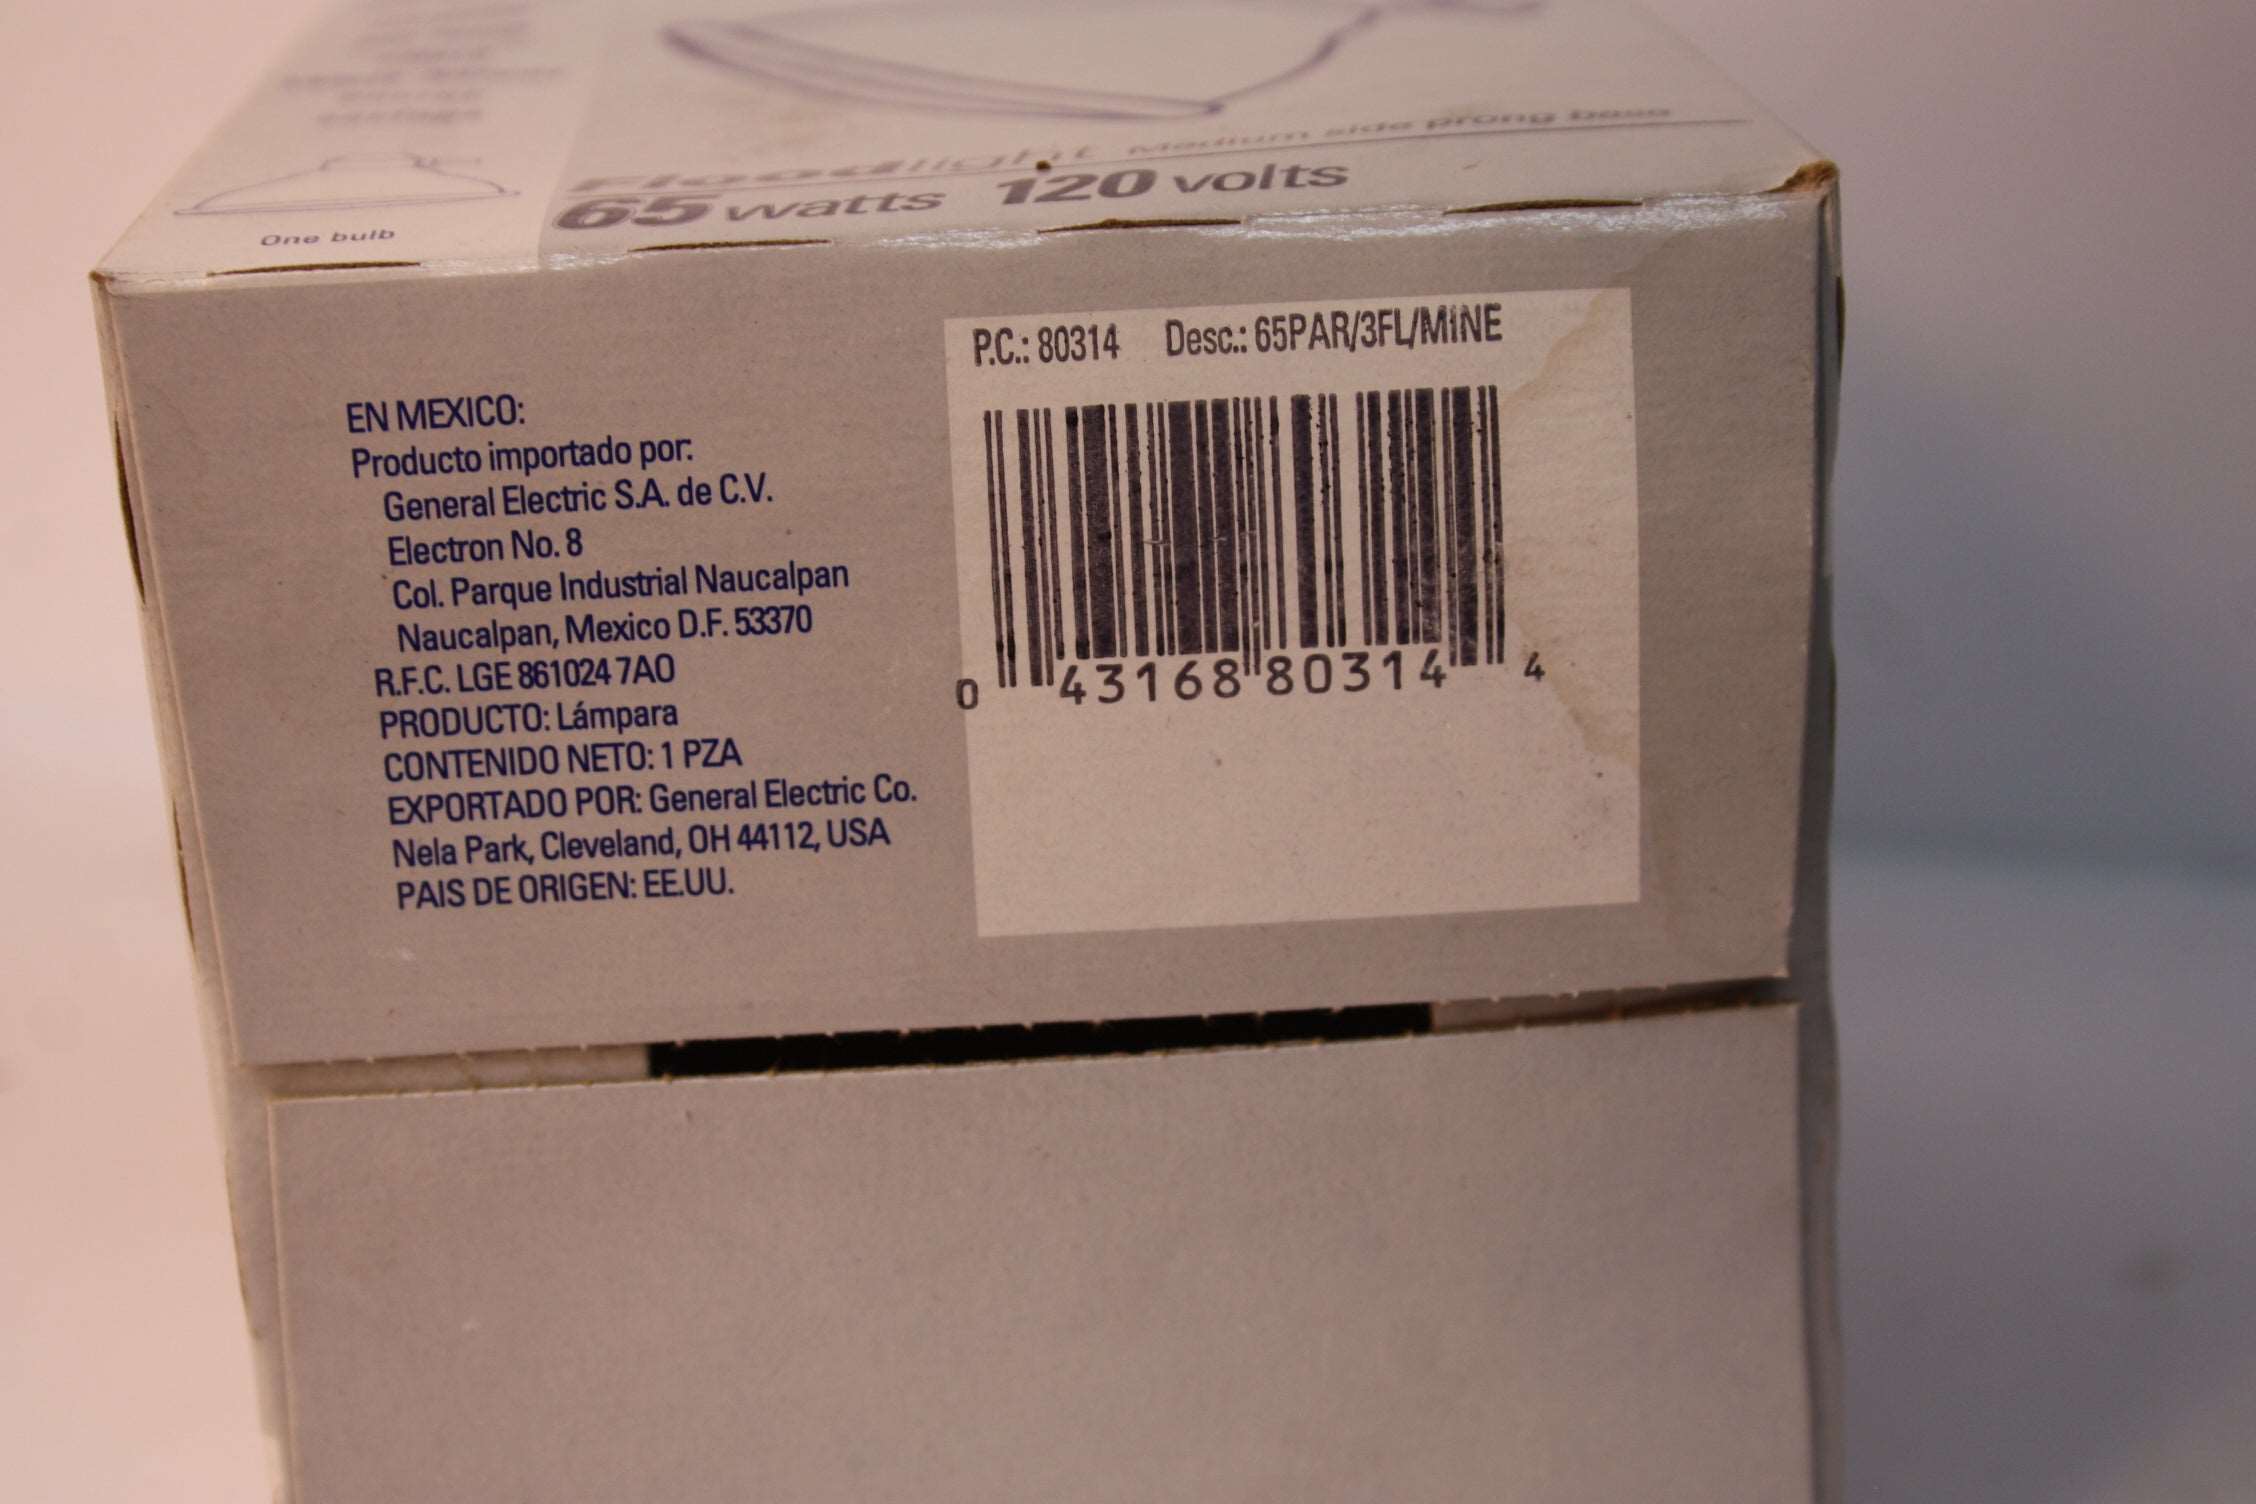 Floodlight Medium side prong base
65 watts 120 volts
One bulb
EN MEXICO:
Producto importado por:
General Electric S.A. de C.V.
Electron No. 8
Col. Parque Industrial Naucalpan
Naucalpan, Mexico D.F. 53370
R.F.C. LGE 861024 7A0
PRODUCTO: Lámpara
CONTENIDO NETO: 1 PZA
EXPORTADO POR: General Electric Co.
Nela Park, Cleveland, OH 44112, USA
PAIS DE ORIGEN: EE.UU.
P.C.: 80314 Desc.: 65PAR/3FL/MINE
0 43168 80314 4